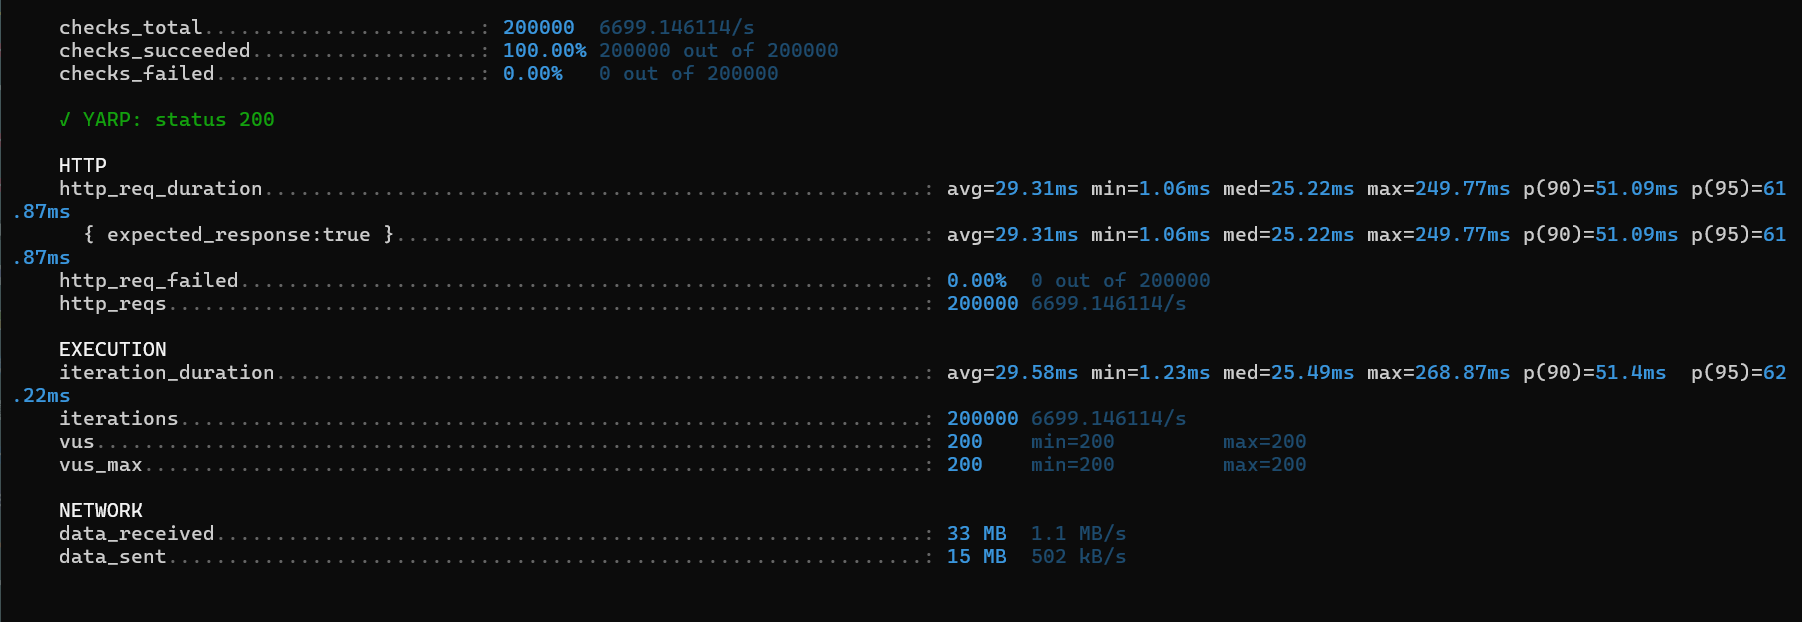 checks_total.......................: 200000  6699.146114/s
checks_succeeded...................: 100.00% 200000 out of 200000
checks_failed......................: 0.00%   0 out of 200000
√ YARP: status 200
HTTP
http_req_duration.......................................................: avg=29.31ms min=1.06ms med=25.22ms max=249.77ms p(90)=51.09ms p(95)=61
.87ms
{ expected_response:true }............................................: avg=29.31ms min=1.06ms med=25.22ms max=249.77ms p(90)=51.09ms p(95)=61
.87ms
http_req_failed.........................................................: 0.00%  0 out of 200000
http_reqs...............................................................: 200000 6699.146114/s
EXECUTION
iteration_duration......................................................: avg=29.58ms min=1.23ms med=25.49ms max=268.87ms p(90)=51.4ms  p(95)=62
.22ms
iterations..............................................................: 200000 6699.146114/s
vus.....................................................................: 200    min=200         max=200
vus_max.................................................................: 200    min=200         max=200
NETWORK
data_received...........................................................: 33 MB  1.1 MB/s
data_sent...............................................................: 15 MB  502 kB/s